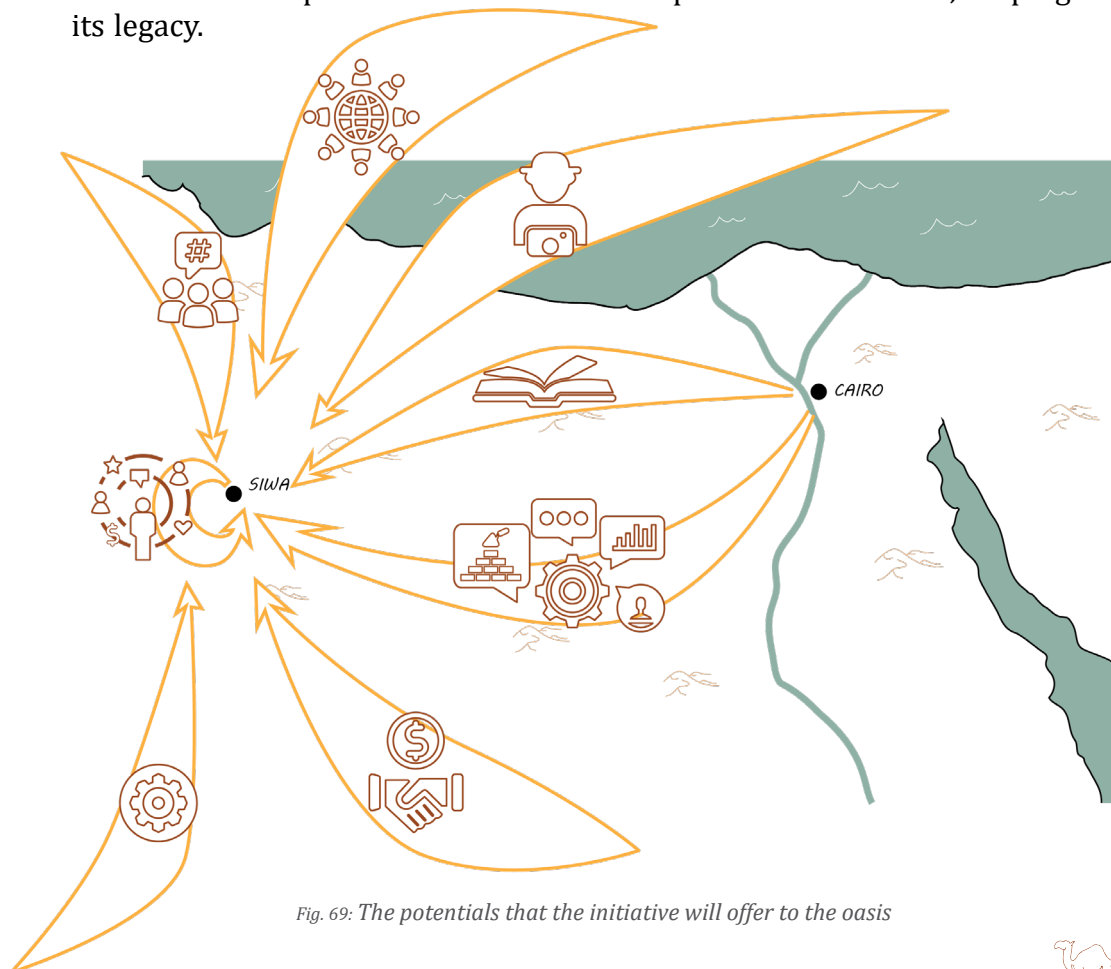 its legacy.
#
CAIRO
SIWA
$
$
Fig. 69: The potentials that the initiative will offer to the oasis